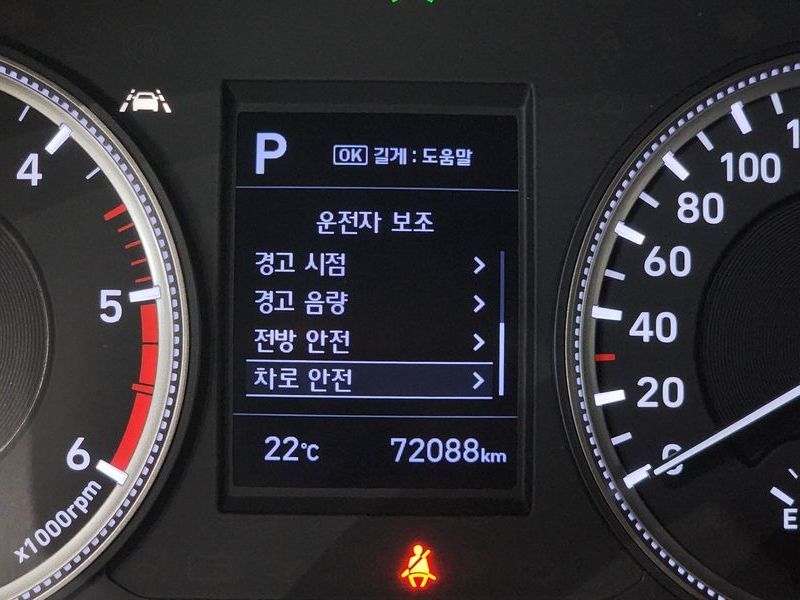 P
OK 길게 : 도움말
운전자 보조
경고 시점
경고 음량
전방 안전
차로 안전
22℃ 72088km
4
5
6
x1000rpm
100
80
60
40
20
0
E